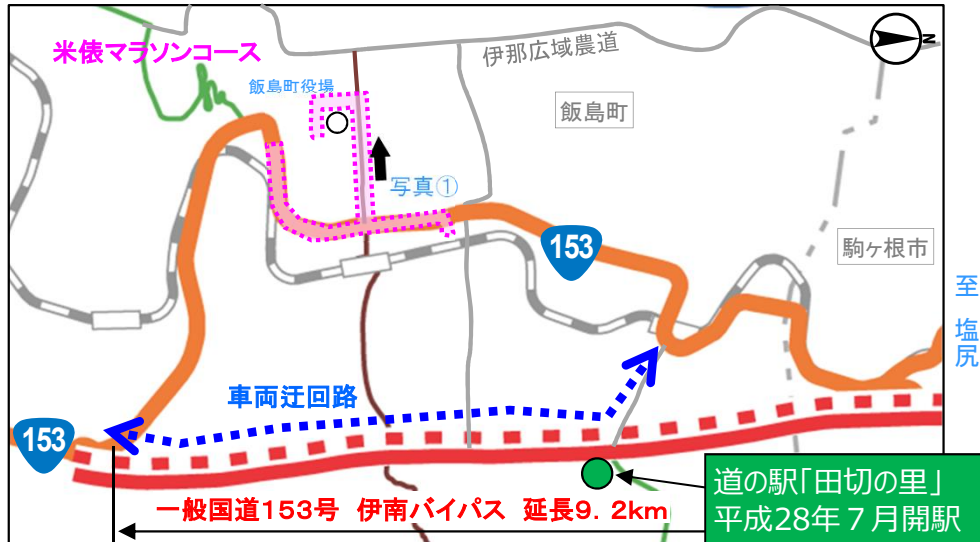 米俵マラソンコース
伊那広域農道
N
飯島町役場
飯島町
写真①
153
駒ヶ根市
至 塩尻
車両迂回路
153
一般国道153号 伊南バイパス 延長9.2km
道の駅「田切の里」
平成28年7月開駅